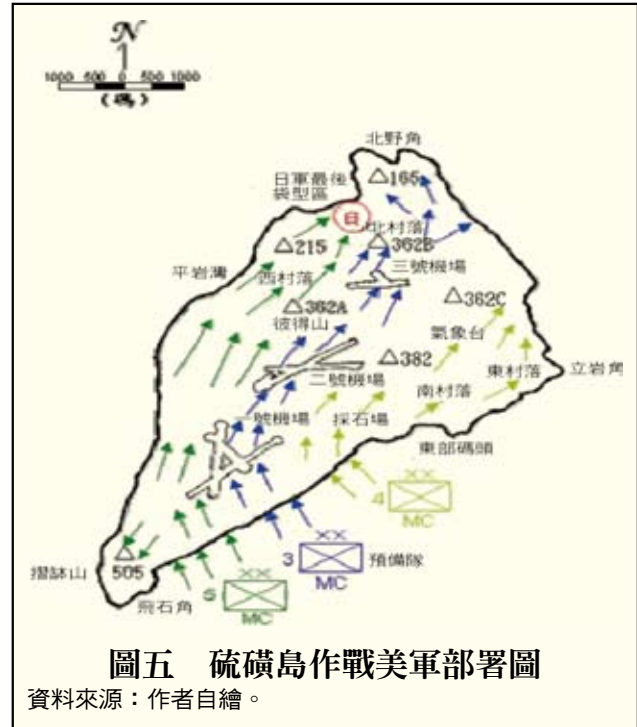 N
1000 500 0 500 1000
(碼)
北野角
△165
日軍最後
袋型區
日
北村落
△215
△362B
平岩灣
西村落
三號機場
△362A
△362C
彼得山
氣象台
△382
二號機場
東村落
立岩角
南村落
一號機場
採石場
東部碼頭
XX
4
MC
XX
3
預備隊
MC
摺缽山
△
505
XX
5
MC
飛石角
圖五 硫磺島作戰美軍部署圖
資料來源：作者自繪。